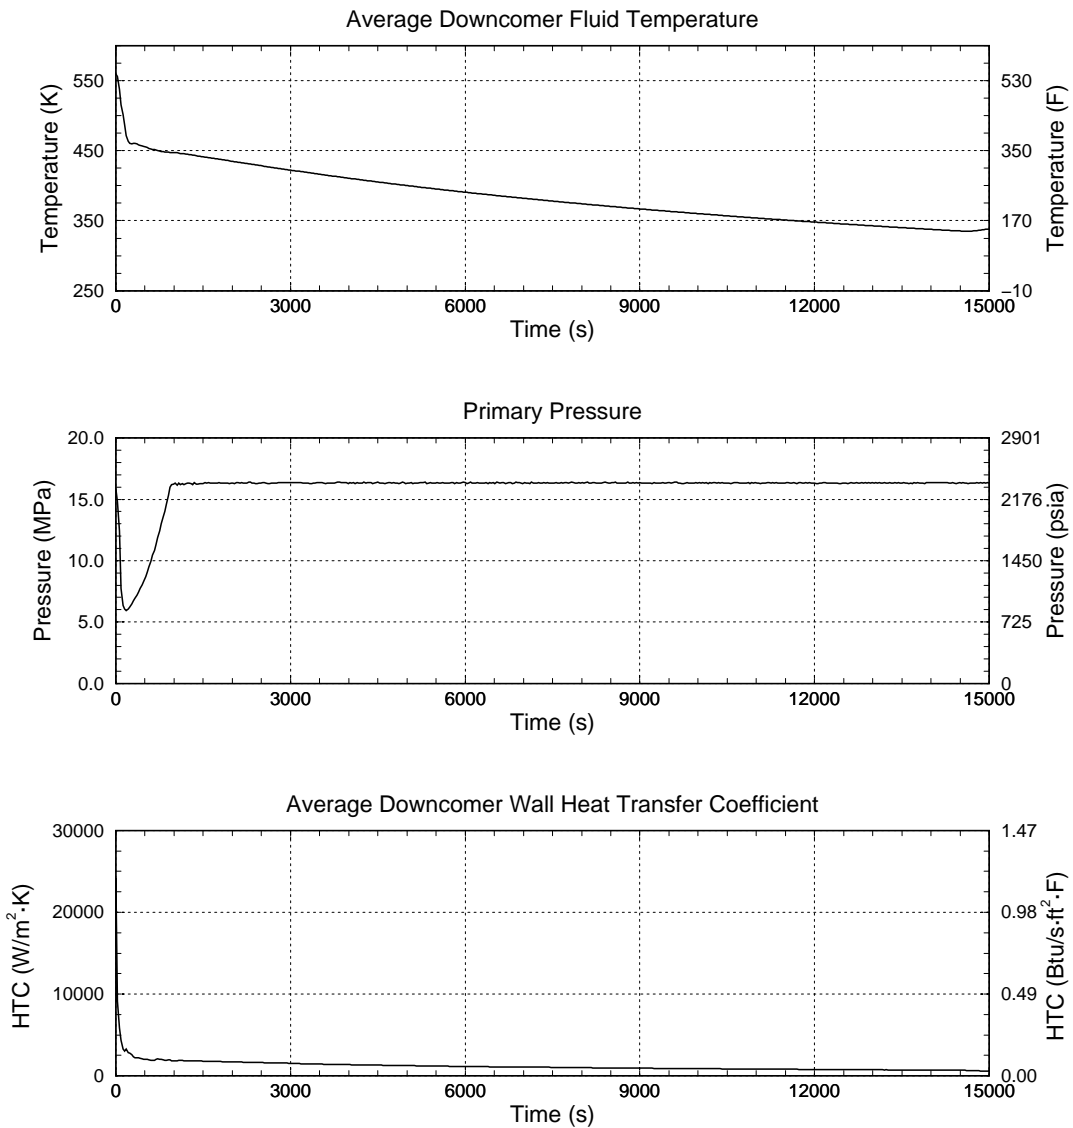 Average Downcomer Fluid Temperature
550 530
450 350
350 170
250 −10
Temperature (K)
Temperature (F)
0 3000 6000 9000 12000 15000
Time (s)
Primary Pressure
20.0 2901
15.0 2176
10.0 1450
5.0 725
0.0 0
Pressure (MPa)
Pressure (psia)
0 3000 6000 9000 12000 15000
Time (s)
Average Downcomer Wall Heat Transfer Coefficient
30000 1.47
20000 0.98
10000 0.49
0 0.00
HTC (W/m²·K)
HTC (Btu/s·ft²·F)
0 3000 6000 9000 12000 15000
Time (s)